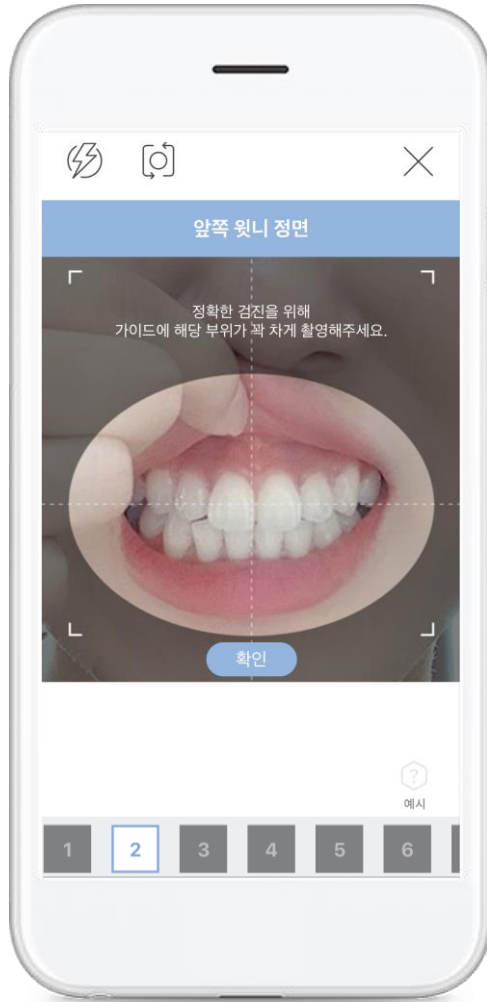 앞쪽 윗니 정면
정확한 검진을 위해
가이드에 해당 부위가 꽉 차게 촬영해주세요.
확인
?
예시
1 2 3 4 5 6